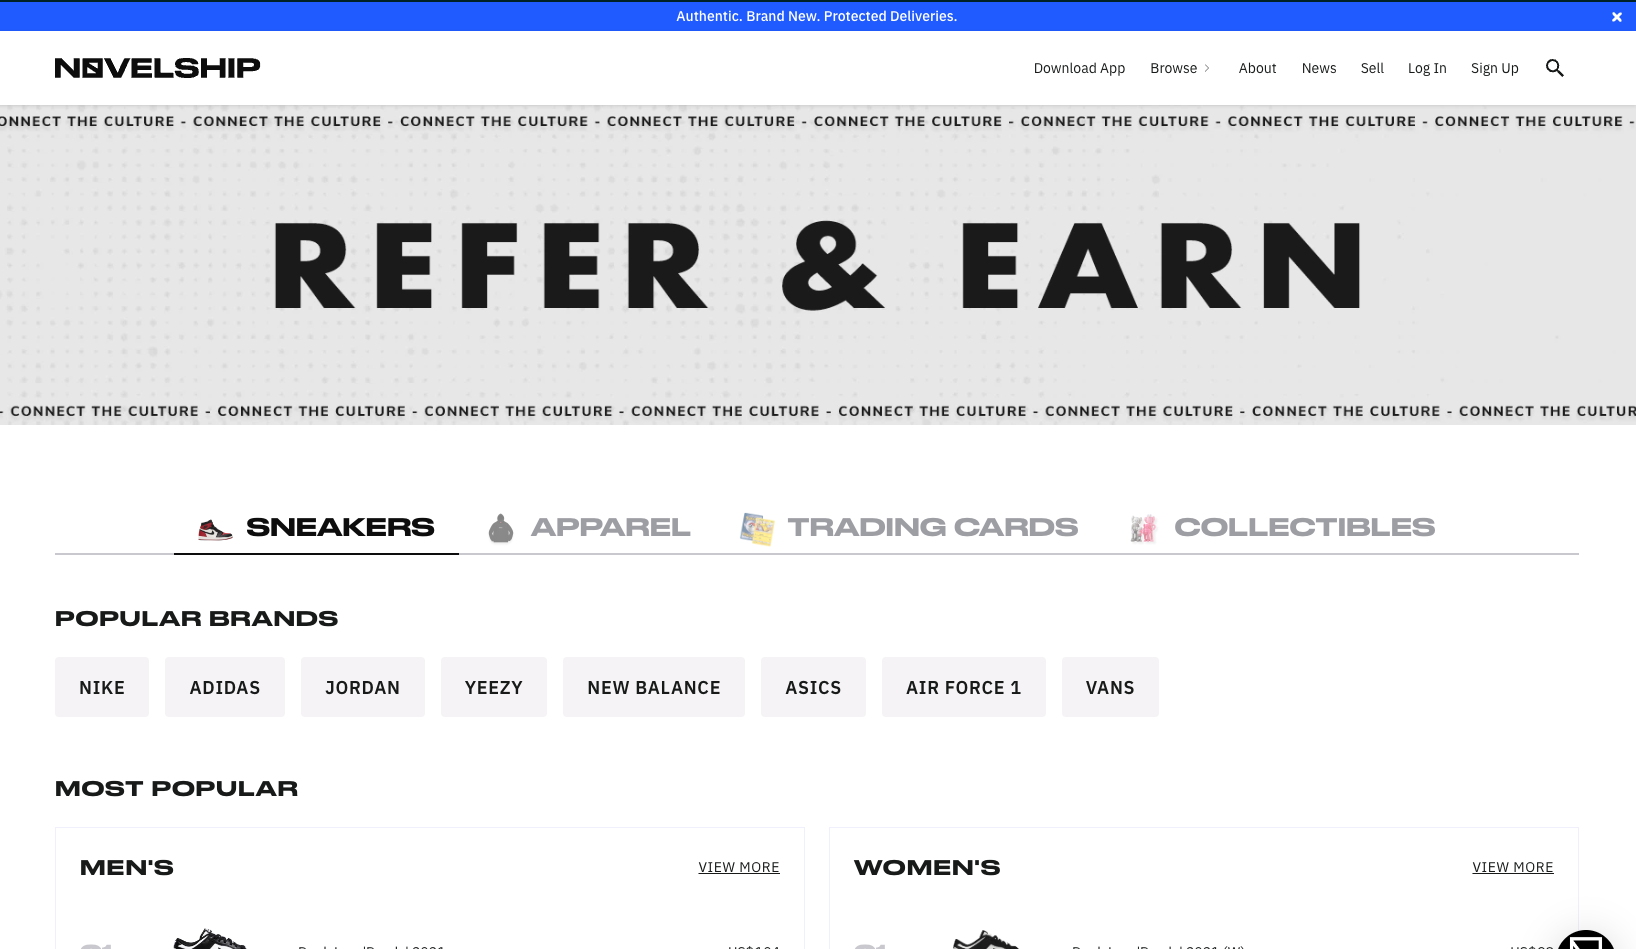 Authentic. Brand New. Protected Deliveries.
NOVELSHIP
Download App Browse About News Sell Log In Sign Up
CONNECT THE CULTURE - CONNECT THE CULTURE - CONNECT THE CULTURE - CONNECT THE CULTURE - CONNECT THE CULTURE - CONNECT THE CULTURE - CONNECT THE CULTURE -
REFER & EARN
- CONNECT THE CULTURE - CONNECT THE CULTURE - CONNECT THE CULTURE - CONNECT THE CULTURE - CONNECT THE CULTURE - CONNECT THE CULTURE - CONNECT THE CULTURE - CONNECT THE CULTUR
SNEAKERS APPAREL TRADING CARDS COLLECTIBLES
POPULAR BRANDS
NIKE ADIDAS JORDAN YEEZY NEW BALANCE ASICS AIR FORCE 1 VANS
MOST POPULAR
MEN'S VIEW MORE
WOMEN'S VIEW MORE